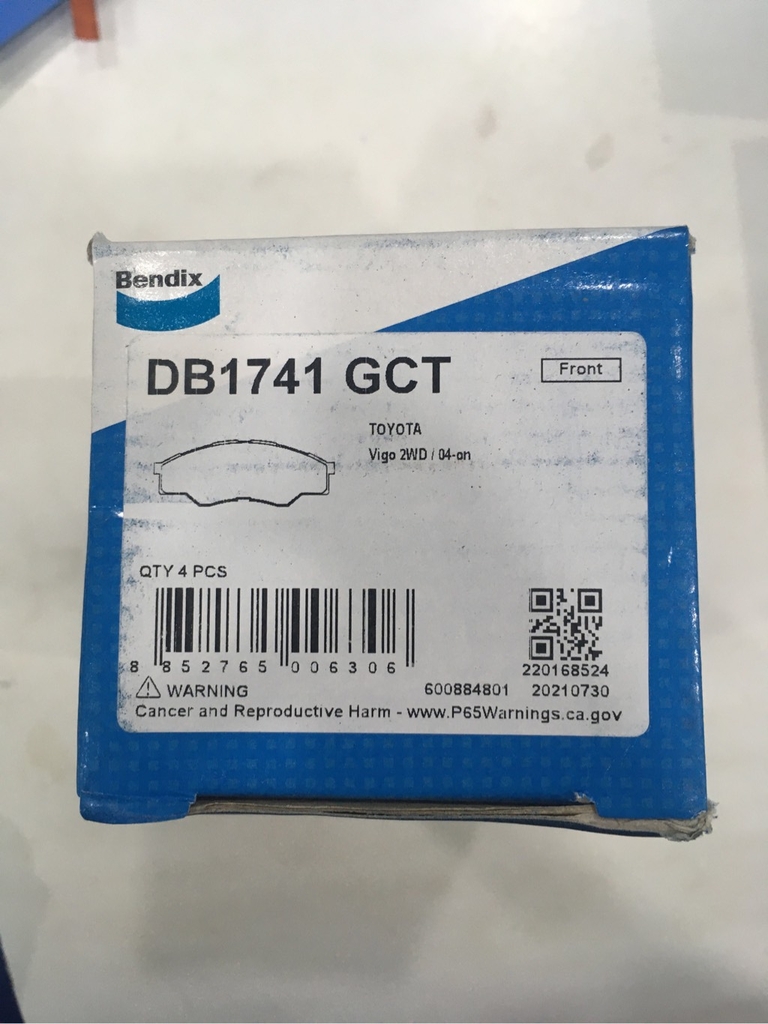 Bendix
DB1741 GCT
Front
TOYOTA
Vigo 2WD / 04-on
QTY 4 PCS
8 852765 006306
220168524
WARNING
600884801 20210730
Cancer and Reproductive Harm - www.P65Warnings.ca.gov